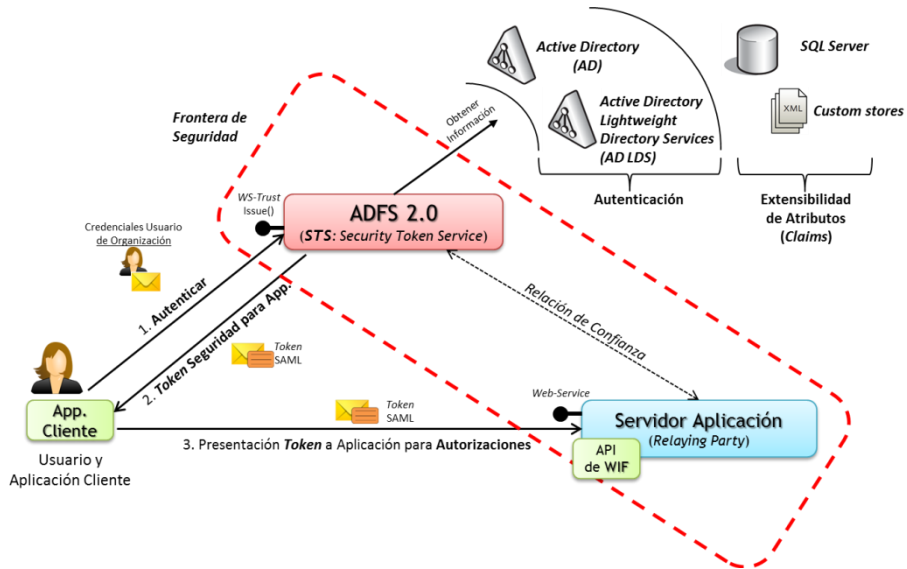 Active Directory
(AD)
SQL Server
Frontera de
Seguridad
Obtener
Información
Active Directory
Lightweight
Directory Services
(AD LDS)
XML
Custom stores
Autenticación
Extensibilidad
de Atributos
(Claims)
WS-Trust
Issue()
ADFS 2.0
(STS: Security Token Service)
Credenciales Usuario
de Organización
1. Autenticar
2. Token Seguridad para App.
Relación de Confianza
Token
SAML
App.
Cliente
Usuario y
Aplicación Cliente
Token
SAML
3. Presentación Token a Aplicación para Autorizaciones
Web-Service
Servidor Aplicación
(Relaying Party)
API
de WIF